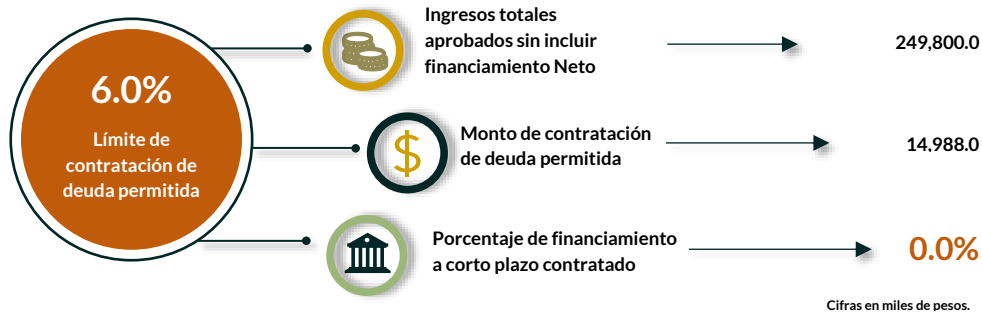 6.0%
Límite de
contratación de
deuda permitida
Ingresos totales
aprobados sin incluir
financiamiento Neto
249,800.0
$
Monto de contratación
de deuda permitida
14,988.0
Porcentaje de financiamiento
a corto plazo contratado
0.0%
Cifras en miles de pesos.